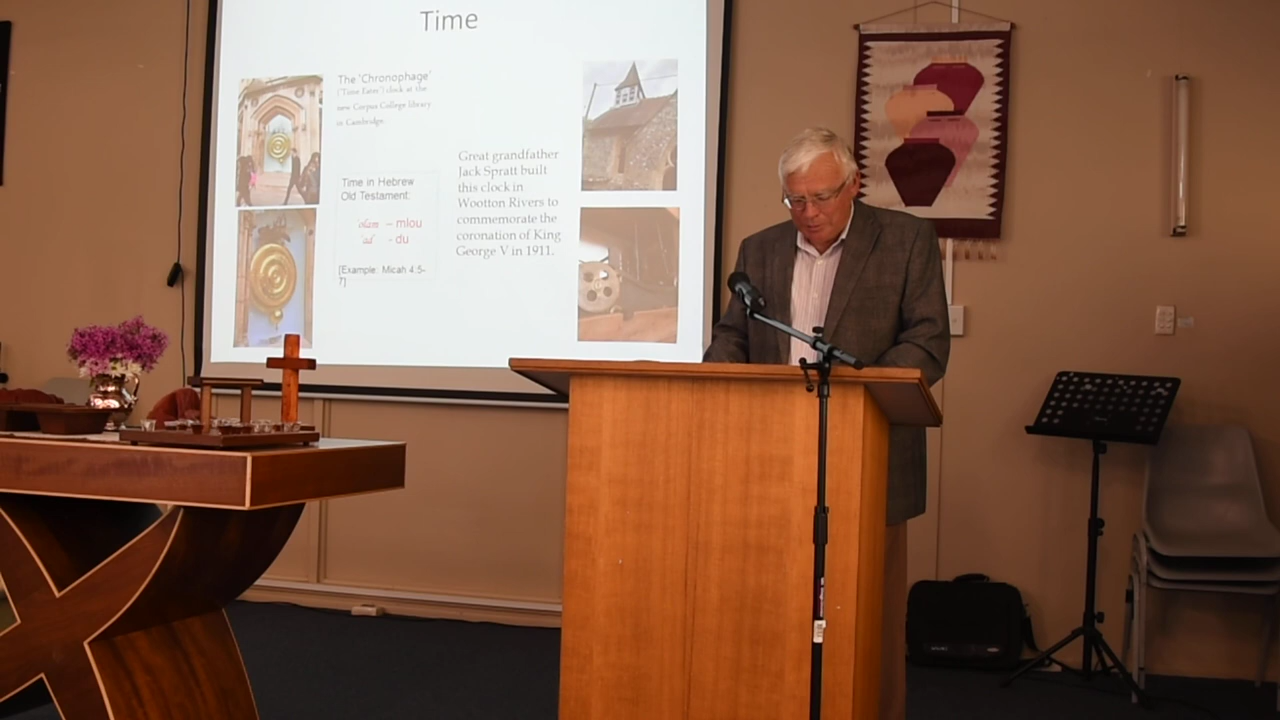 Time
The 'Chronophage'
('Time Eater') clock at the
new Corpus College library
in Cambridge.
Time in Hebrew
Old Testament:
olam – mlou
'ad – du
[Example: Micah 4:5-
7]
Great grandfather
Jack Spratt built
this clock in
Wootton Rivers to
commemorate the
coronation of King
George V in 1911.